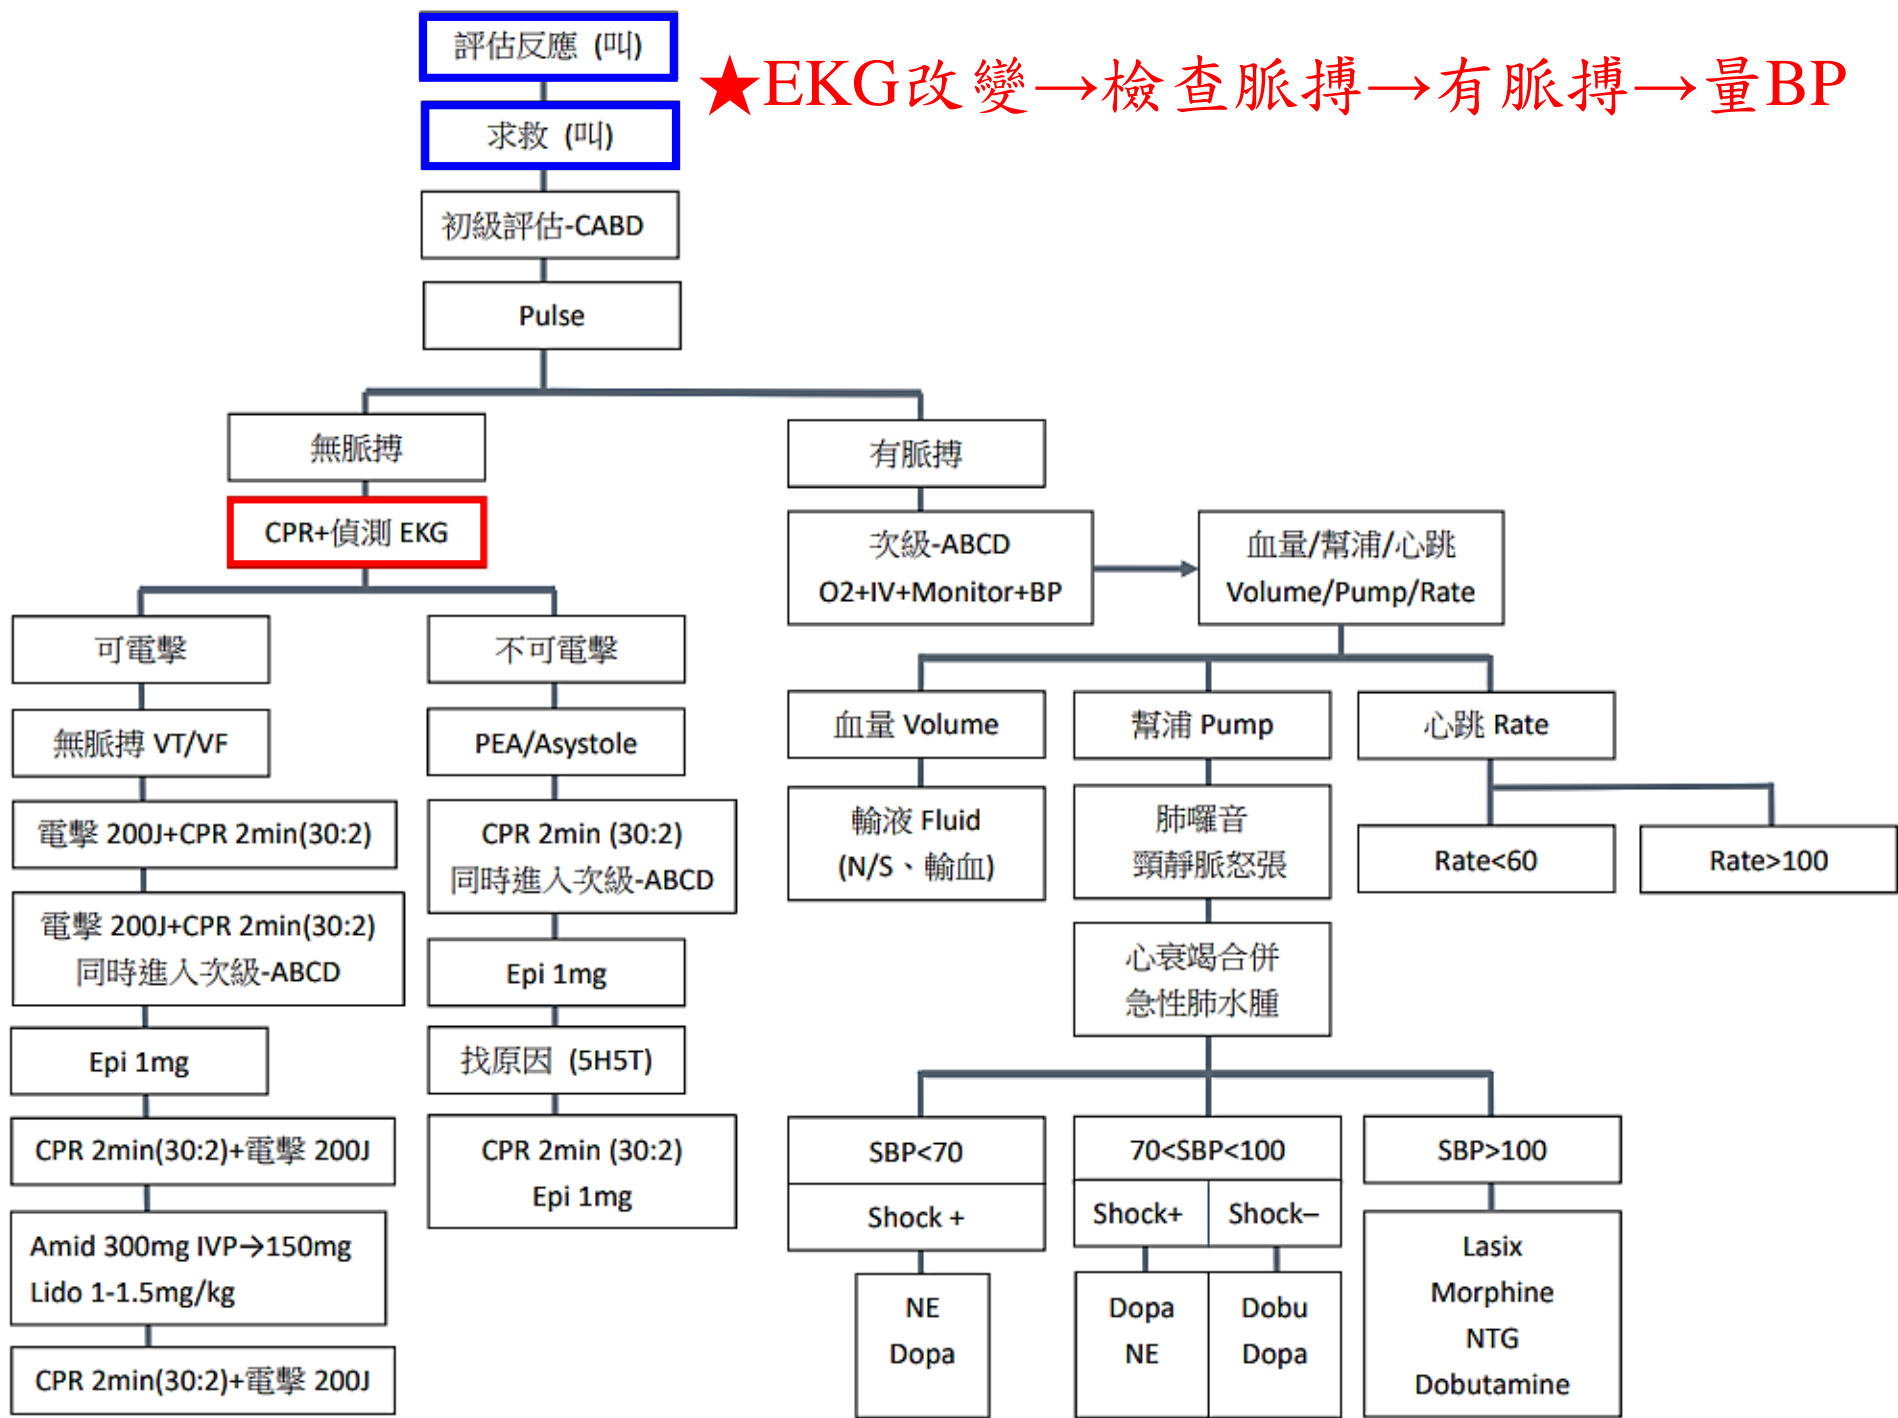 評估反應 (叫)
★EKG改變→檢查脈搏→有脈搏→量BP
求救 (叫)
初級評估-CABD
Pulse
無脈搏
CPR+偵測 EKG
可電擊
無脈搏 VT/VF
電擊 200J+CPR 2min(30:2)
電擊 200J+CPR 2min(30:2)
同時進入次級-ABCD
Epi 1mg
CPR 2min(30:2)+電擊 200J
Amid 300mg IVP→150mg
Lido 1-1.5mg/kg
CPR 2min(30:2)+電擊 200J
不可電擊
PEA/Asystole
CPR 2min (30:2)
同時進入次級-ABCD
Epi 1mg
找原因 (5H5T)
CPR 2min (30:2)
Epi 1mg
有脈搏
次級-ABCD
O2+IV+Monitor+BP
血量/幫浦/心跳
Volume/Pump/Rate
血量 Volume
輸液 Fluid
(N/S、輸血)
幫浦 Pump
肺囉音
頸靜脈怒張
心衰竭合併
急性肺水腫
SBP<70
Shock +
NE
Dopa
70<SBP<100
Shock+
Dopa
NE
Shock–
Dobu
Dopa
SBP>100
Lasix
Morphine
NTG
Dobutamine
心跳 Rate
Rate<60
Rate>100